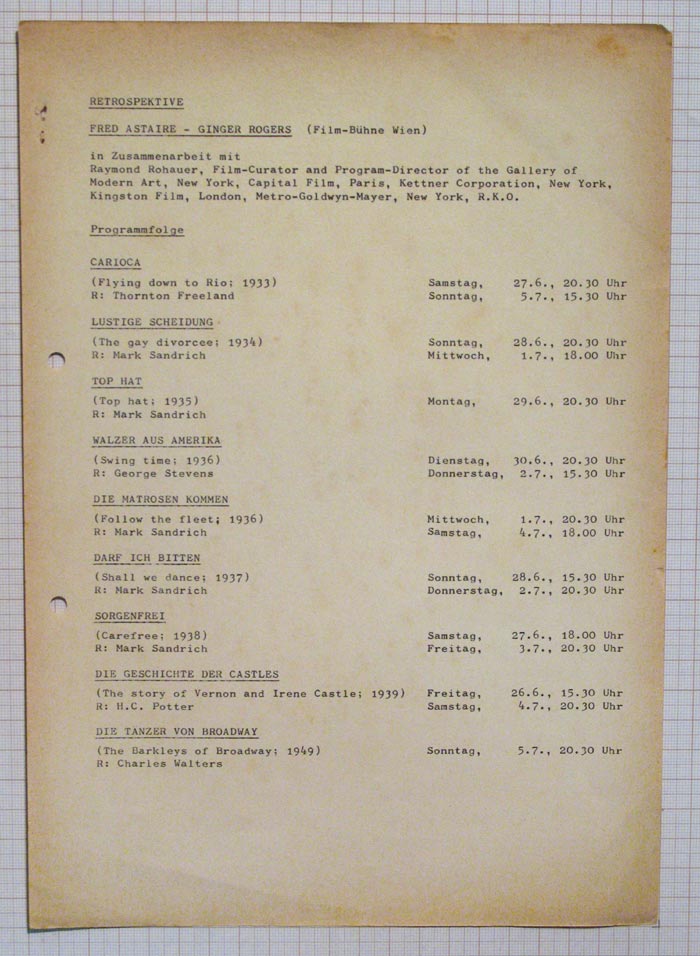 RETROSPEKTIVE
FRED ASTAIRE - GINGER ROGERS (Film-Bühne Wien)
in Zusammenarbeit mit
Raymond Rohauer, Film-Curator and Program-Director of the Gallery of
Modern Art, New York, Capital Film, Paris, Kettner Corporation, New York,
Kingston Film, London, Metro-Goldwyn-Mayer, New York, R.K.O.
Programmfolge
CARIOCA
(Flying down to Rio; 1933) Samstag, 27.6., 20.30 Uhr
R: Thornton Freeland Sonntag, 5.7., 15.30 Uhr
LUSTIGE SCHEIDUNG
(The gay divorcee; 1934) Sonntag, 28.6., 20.30 Uhr
R: Mark Sandrich Mittwoch, 1.7., 18.00 Uhr
TOP HAT
(Top hat; 1935) Montag, 29.6., 20.30 Uhr
R: Mark Sandrich
WALZER AUS AMERIKA
(Swing time; 1936) Dienstag, 30.6., 20.30 Uhr
R: George Stevens Donnerstag, 2.7., 15.30 Uhr
DIE MATROSEN KOMMEN
(Follow the fleet; 1936) Mittwoch, 1.7., 20.30 Uhr
R: Mark Sandrich Samstag, 4.7., 18.00 Uhr
DARF ICH BITTEN
(Shall we dance; 1937) Sonntag, 28.6., 15.30 Uhr
R: Mark Sandrich Donnerstag, 2.7., 20.30 Uhr
SORGENFREI
(Carefree; 1938) Samstag, 27.6., 18.00 Uhr
R: Mark Sandrich Freitag, 3.7., 20.30 Uhr
DIE GESCHICHTE DER CASTLES
(The story of Vernon and Irene Castle; 1939) Freitag, 26.6., 15.30 Uhr
R: H.C. Potter Samstag, 4.7., 20.30 Uhr
DIE TANZER VON BROADWAY
(The Barkleys of Broadway; 1949) Sonntag, 5.7., 20.30 Uhr
R: Charles Walters